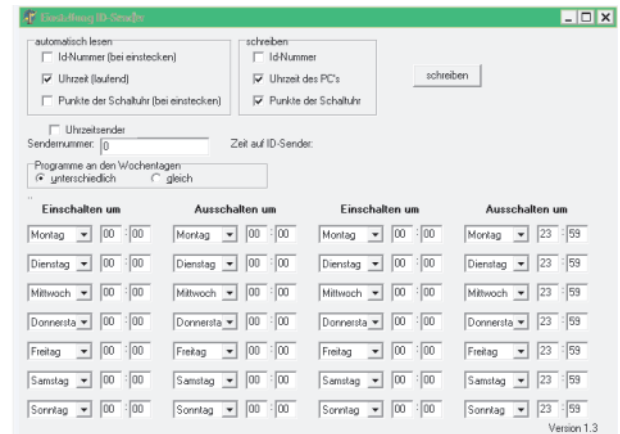 Einstellung ID-Sender
automatisch lesen schreiben
Id-Nummer (bei einstecken) Id-Nummer
Uhrzeit (laufend) Uhrzeit des PC's schreiben
Punkte der Schaltuhr (bei einstecken) Punkte der Schaltuhr
Uhrzeitsender
Sendernummer: 0 Zeit auf ID-Sender:
Programme an den Wochentagen
unterschiedlich gleich
..
Einschalten um Ausschalten um Einschalten um Ausschalten um
Montag 00 : 00 Montag 00 : 00 Montag 00 : 00 Montag 23 : 59
Dienstag 00 : 00 Dienstag 00 : 00 Dienstag 00 : 00 Dienstag 23 : 59
Mittwoch 00 : 00 Mittwoch 00 : 00 Mittwoch 00 : 00 Mittwoch 23 : 59
Donnersta 00 : 00 Donnersta 00 : 00 Donnersta 00 : 00 Donnersta 23 : 59
Freitag 00 : 00 Freitag 00 : 00 Freitag 00 : 00 Freitag 23 : 59
Samstag 00 : 00 Samstag 00 : 00 Samstag 00 : 00 Samstag 23 : 59
Sonntag 00 : 00 Sonntag 00 : 00 Sonntag 00 : 00 Sonntag 23 : 59
Version 1.3